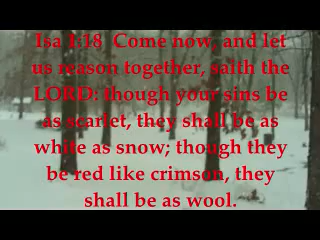 Isa 1:18  Come now, and let
us reason together, saith the
LORD: though your sins be
as scarlet, they shall be as
white as snow; though they
be red like crimson, they
shall be as wool.